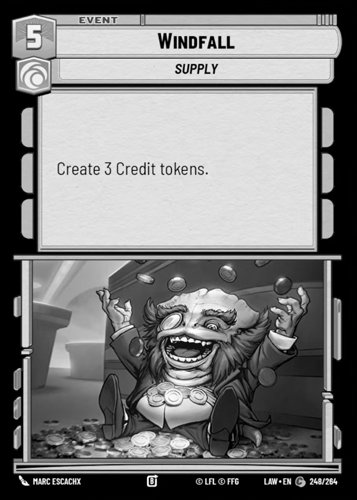 EVENT
5
WINDFALL
SUPPLY
Create 3 Credit tokens.
MARC ESCACHX
© LFL © FFG
LAW • EN
C
248/264